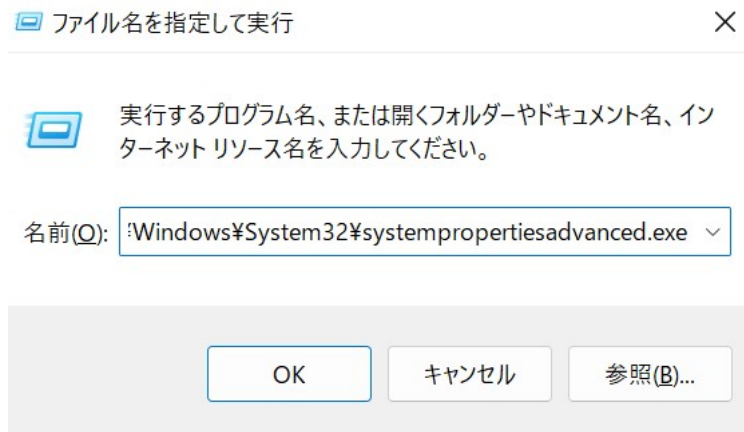 ファイル名を指定して実行
実行するプログラム名、または開くフォルダーやドキュメント名、イン
ターネット リソース名を入力してください。
名前(O): ¥Windows¥System32¥systempropertiesadvanced.exe
OK キャンセル 参照(B)...